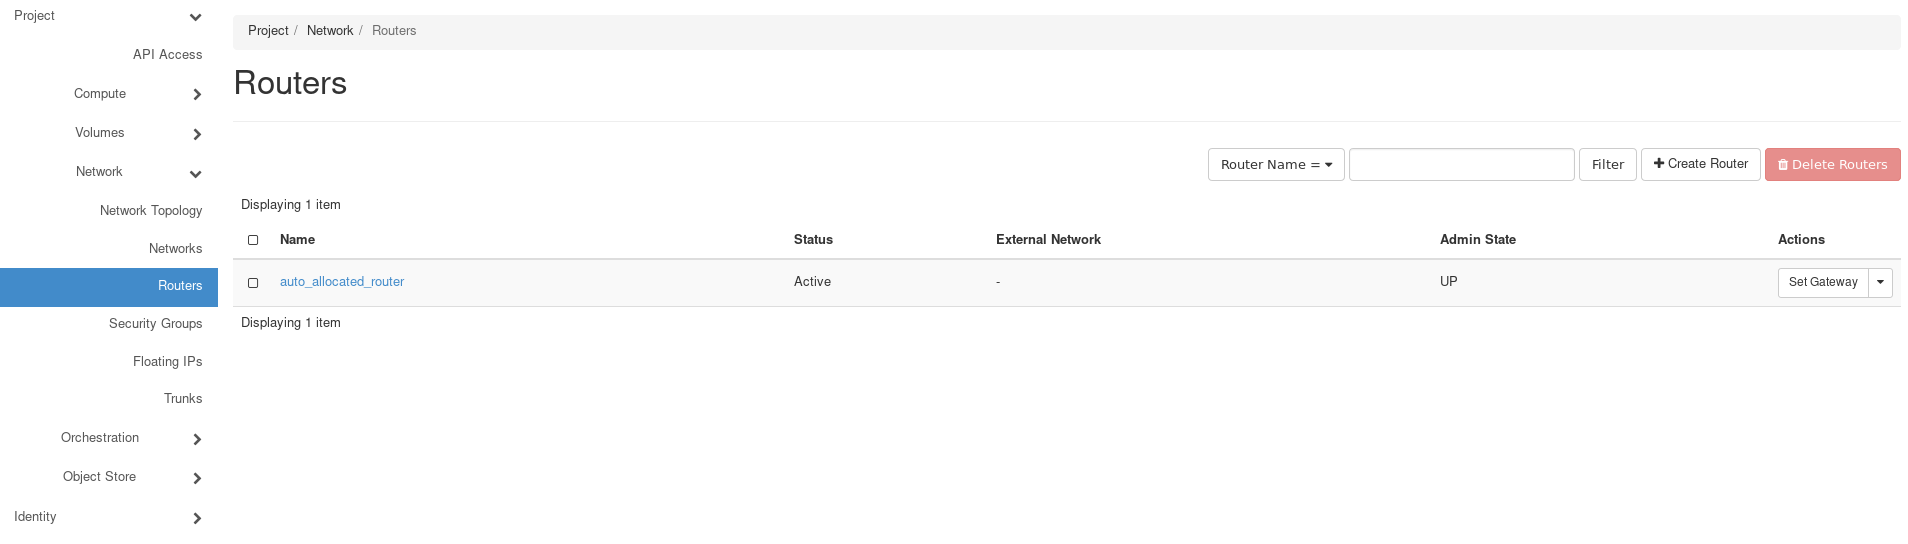 Project
API Access
Compute
Volumes
Network
Network Topology
Networks
Routers
Security Groups
Floating IPs
Trunks
Orchestration
Object Store
Identity
Project / Network / Routers
Routers
Router Name = Filter Create Router Delete Routers
Displaying 1 item
Name Status External Network Admin State Actions
auto_allocated_router Active - UP Set Gateway
Displaying 1 item